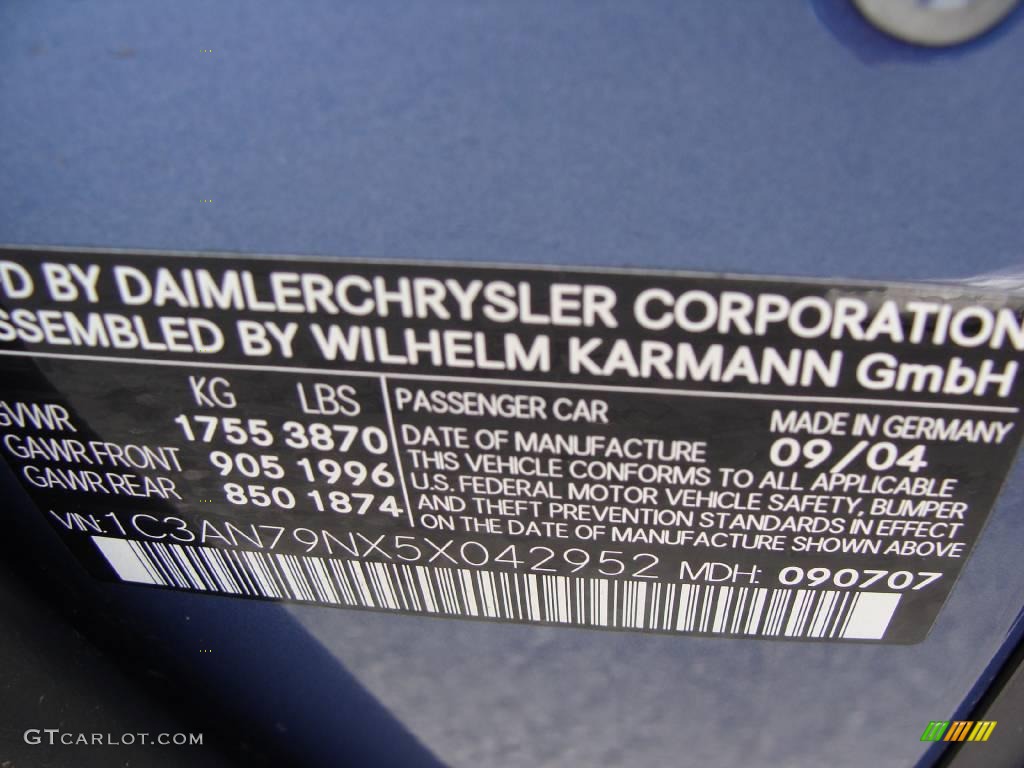 D BY DAIMLERCHRYSLER CORPORATION
SSEMBLED BY WILHELM KARMANN GmbH
KG LBS
GVWR 1755 3870
GAWR FRONT 905 1996
GAWR REAR 850 1874
PASSENGER CAR MADE IN GERMANY
DATE OF MANUFACTURE 09/04
THIS VEHICLE CONFORMS TO ALL APPLICABLE
U.S. FEDERAL MOTOR VEHICLE SAFETY, BUMPER
AND THEFT PREVENTION STANDARDS IN EFFECT
ON THE DATE OF MANUFACTURE SHOWN ABOVE
VIN: 1C3AN79NX5X042952 MDH: 090707
GTCARLOT.COM